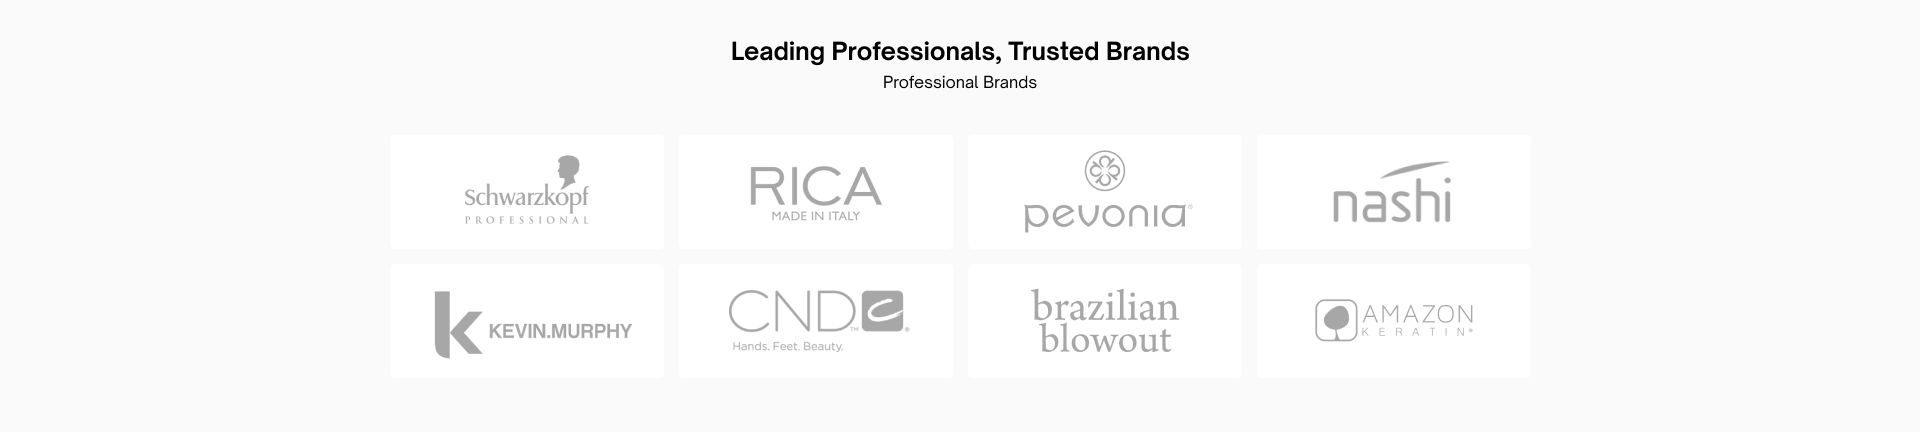 Leading Professionals, Trusted Brands
Professional Brands
Schwarzkopf
PROFESSIONAL
RICA
MADE IN ITALY
pevonia®
nashi
KEVIN.MURPHY
CND™ ®
Hands. Feet. Beauty.
brazilian
blowout
AMAZON
KERATIN®